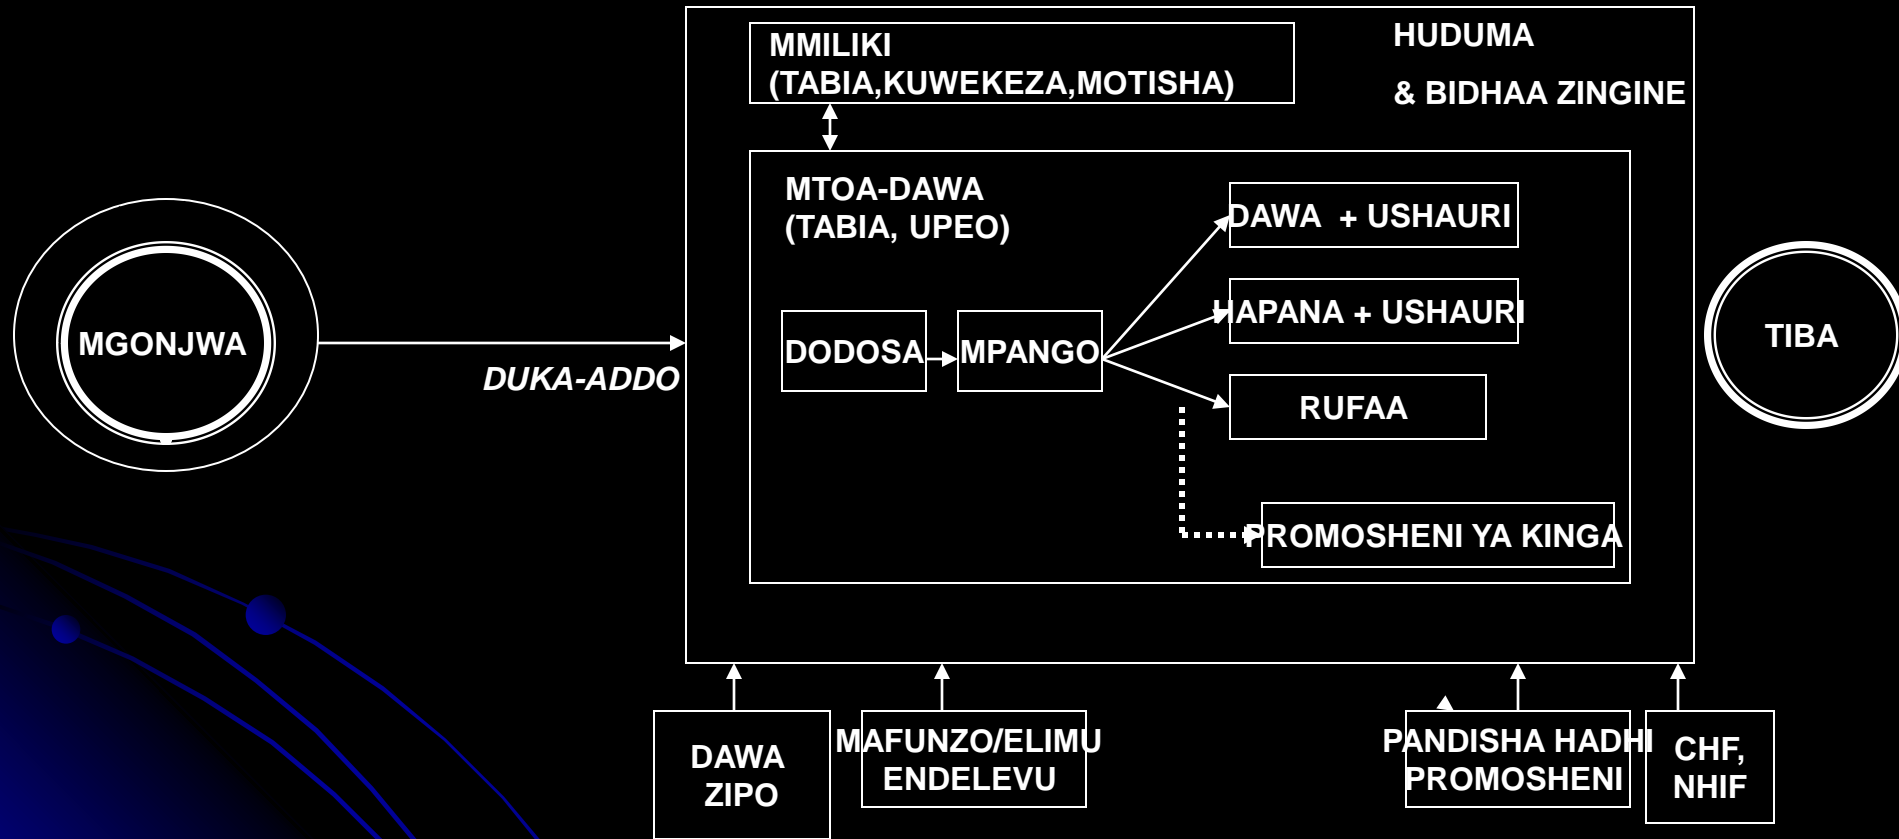 MMILIKI
(TABIA,KUWEKEZA,MOTISHA)
HUDUMA
& BIDHAA ZINGINE
MTOA-DAWA
(TABIA, UPEO)
DAWA + USHAURI
HAPANA + USHAURI
MGONJWA
DUKA-ADDO
DODOSA
MPANGO
RUFAA
TIBA
PROMOSHENI YA KINGA
DAWA
ZIPO
MAFUNZO/ELIMU
ENDELEVU
PANDISHA HADHI
PROMOSHENI
CHF,
NHIF